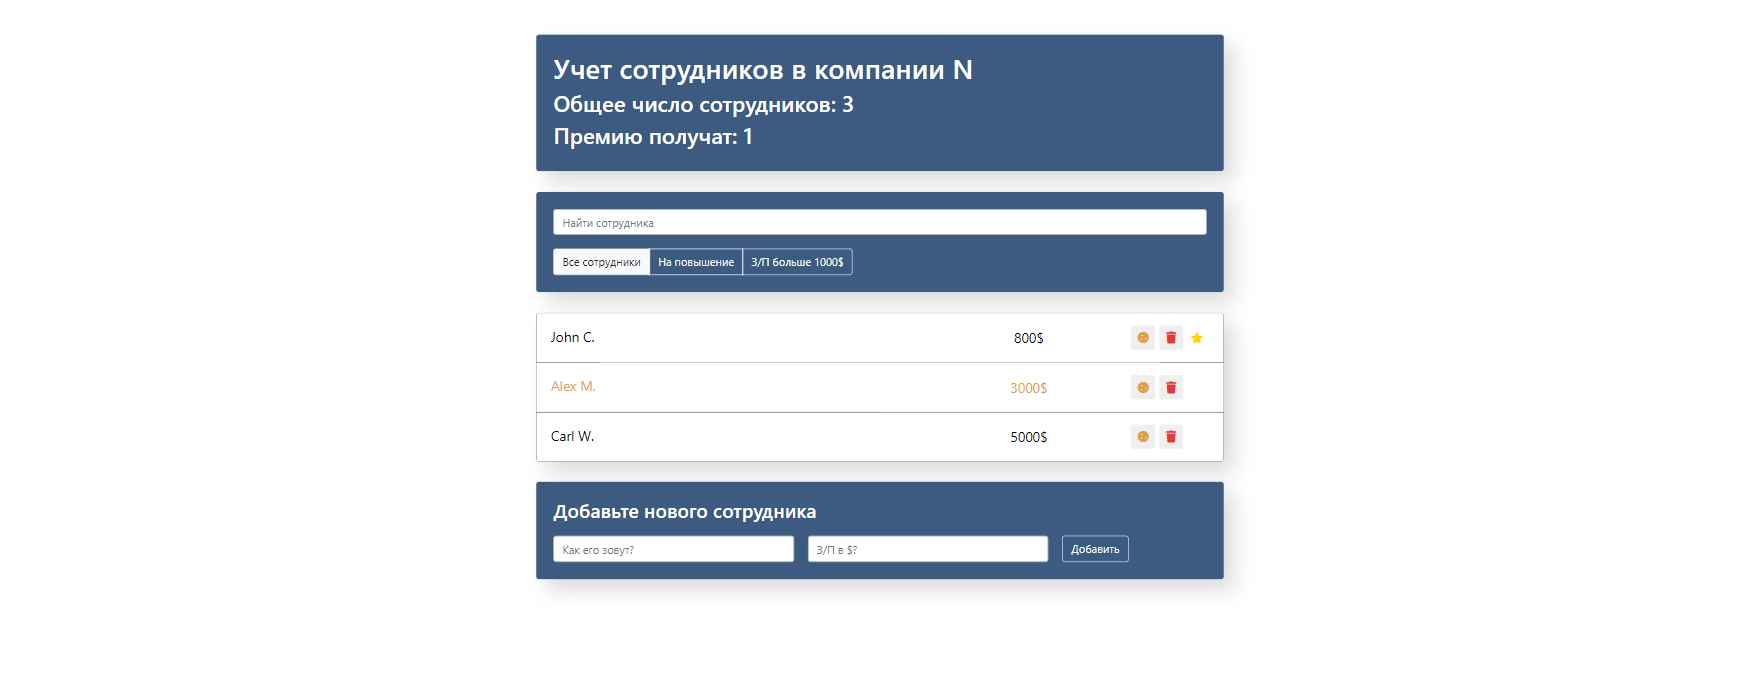 Учет сотрудников в компании N
Общее число сотрудников: 3
Премию получат: 1
Найти сотрудника
Все сотрудники На повышение З/П больше 1000$
John C. 800$
Alex M. 3000$
Carl W. 5000$
Добавьте нового сотрудника
Как его зовут? З/П в $? Добавить